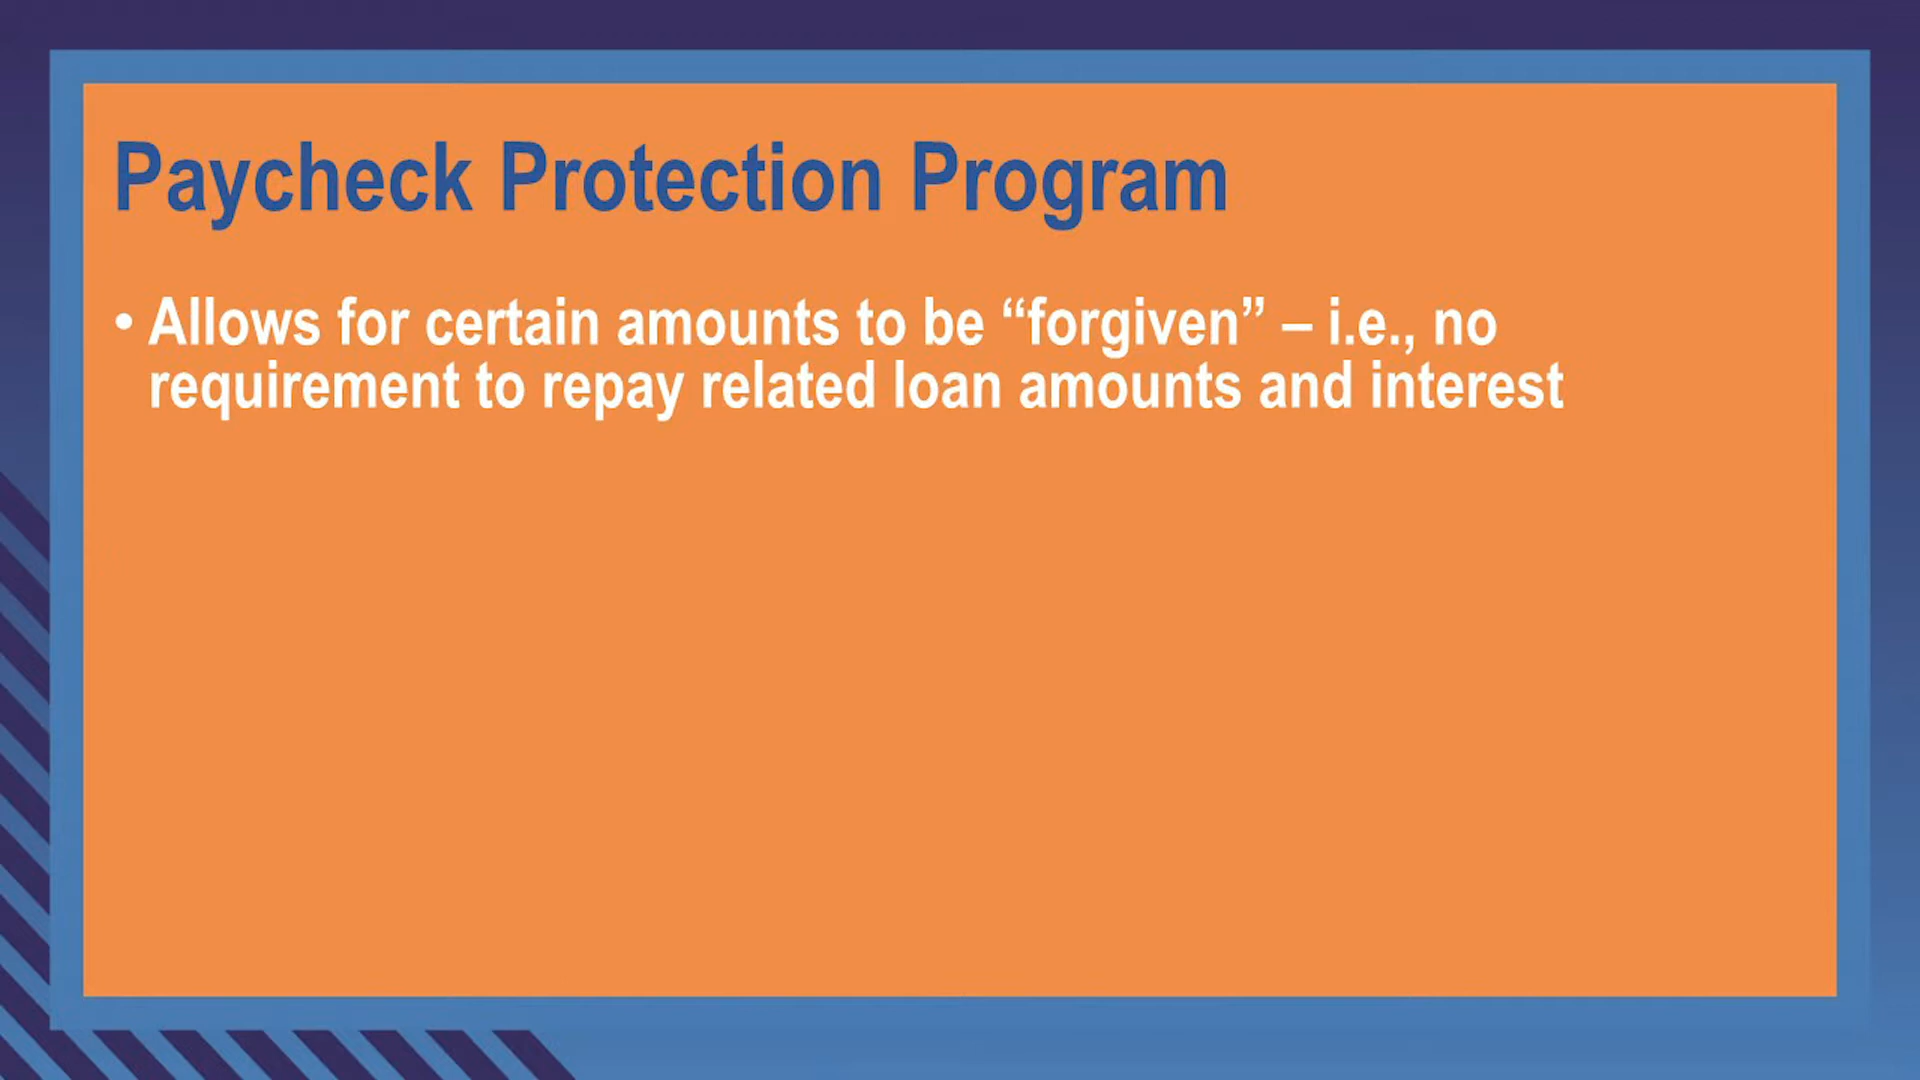 Paycheck Protection Program
• Allows for certain amounts to be “forgiven” – i.e., no
requirement to repay related loan amounts and interest